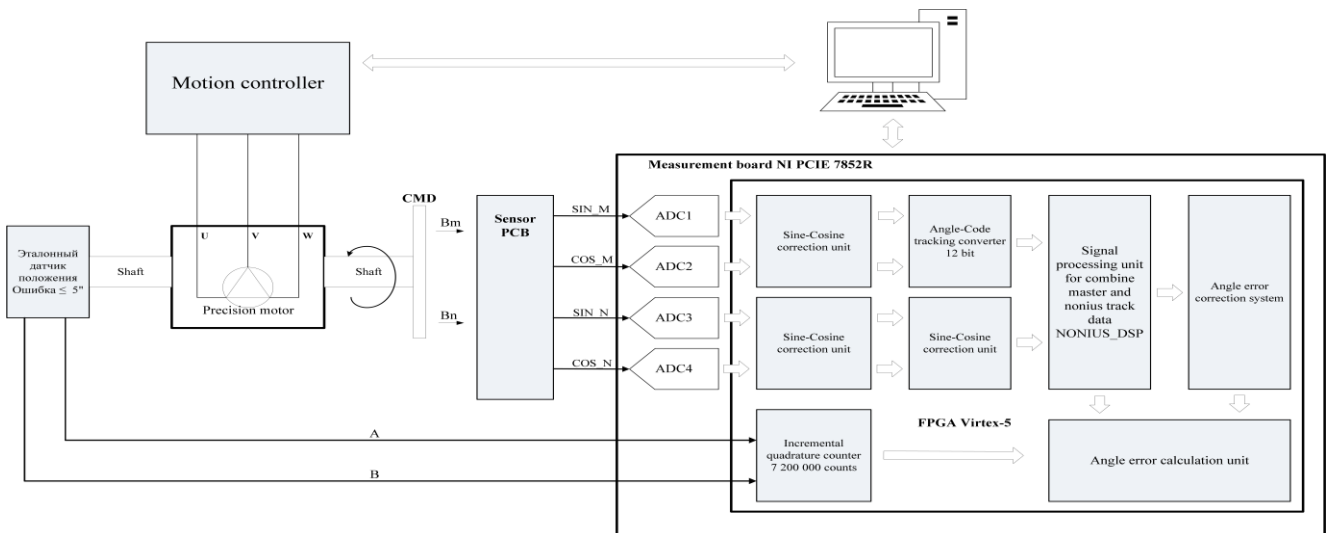 Motion controller
Measurement board NI PCIE 7852R
CMD
Sensor
PCB
Bm
Bn
SIN_M
COS_M
SIN_N
COS_N
ADC1
ADC2
ADC3
ADC4
Sine-Cosine
correction unit
Angle-Code
tracking converter
12 bit
Signal
processing unit
for combine
master and
nonius track
data
NONIUS_DSP
Angle error
correction system
Sine-Cosine
correction unit
Sine-Cosine
correction unit
Эталонный
датчик
положения
Ошибка ≤ 5"
Shaft
U V W
Precision motor
Shaft
A
B
Incremental
quadrature counter
7 200 000 counts
FPGA Virtex-5
Angle error calculation unit